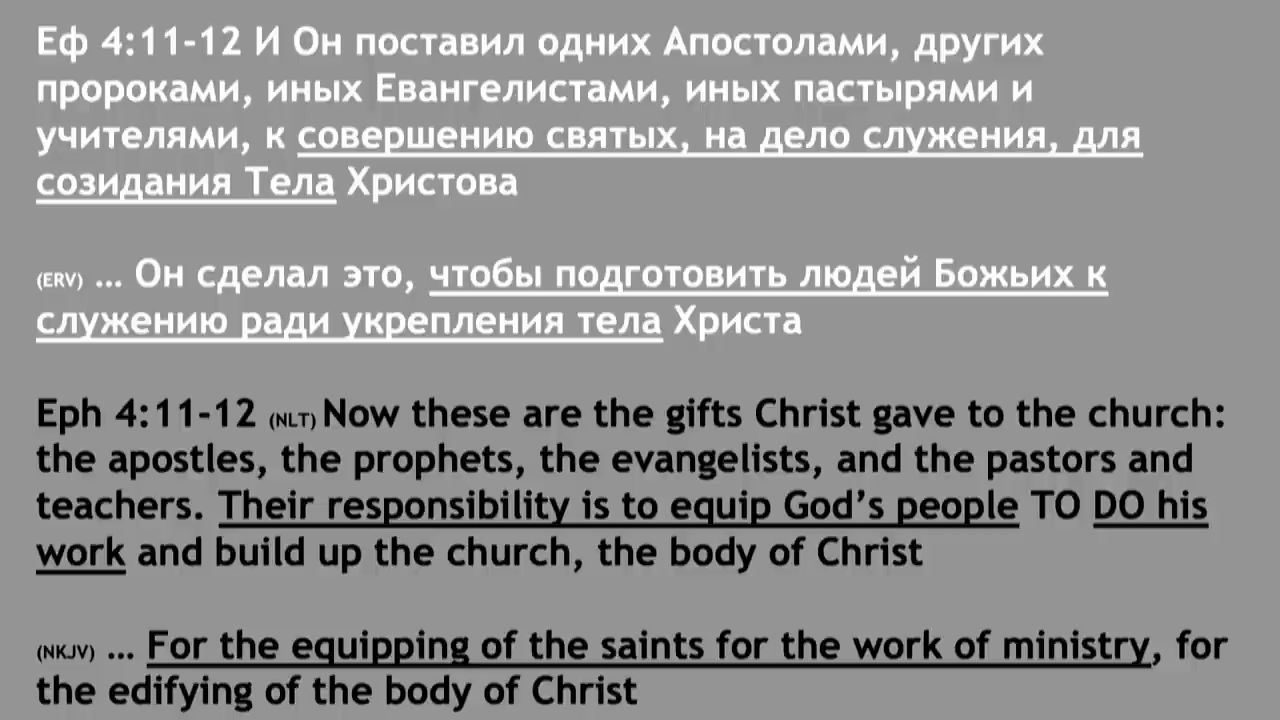 Еф 4:11-12 И Он поставил одних Апостолами, других
пророками, иных Евангелистами, иных пастырями и
учителями, к совершению святых, на дело служения, для
созидания Тела Христова
(ERV) ... Он сделал это, чтобы подготовить людей Божьих к
служению ради укрепления тела Христа
Eph 4:11-12 (NLT) Now these are the gifts Christ gave to the church:
the apostles, the prophets, the evangelists, and the pastors and
teachers. Their responsibility is to equip God’s people TO DO his
work and build up the church, the body of Christ
(NKJV) ... For the equipping of the saints for the work of ministry, for
the edifying of the body of Christ